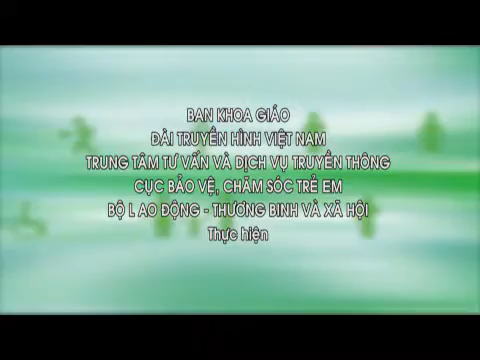 BAN KHOA GIÁO
ĐÀI TRUYỀN HÌNH VIỆT NAM
TRUNG TÂM TƯ VẤN VÀ DỊCH VỤ TRUYỀN THÔNG
CỤC BẢO VỆ, CHĂM SÓC TRẺ EM
BỘ LAO ĐỘNG - THƯƠNG BINH VÀ XÃ HỘI
Thực hiện